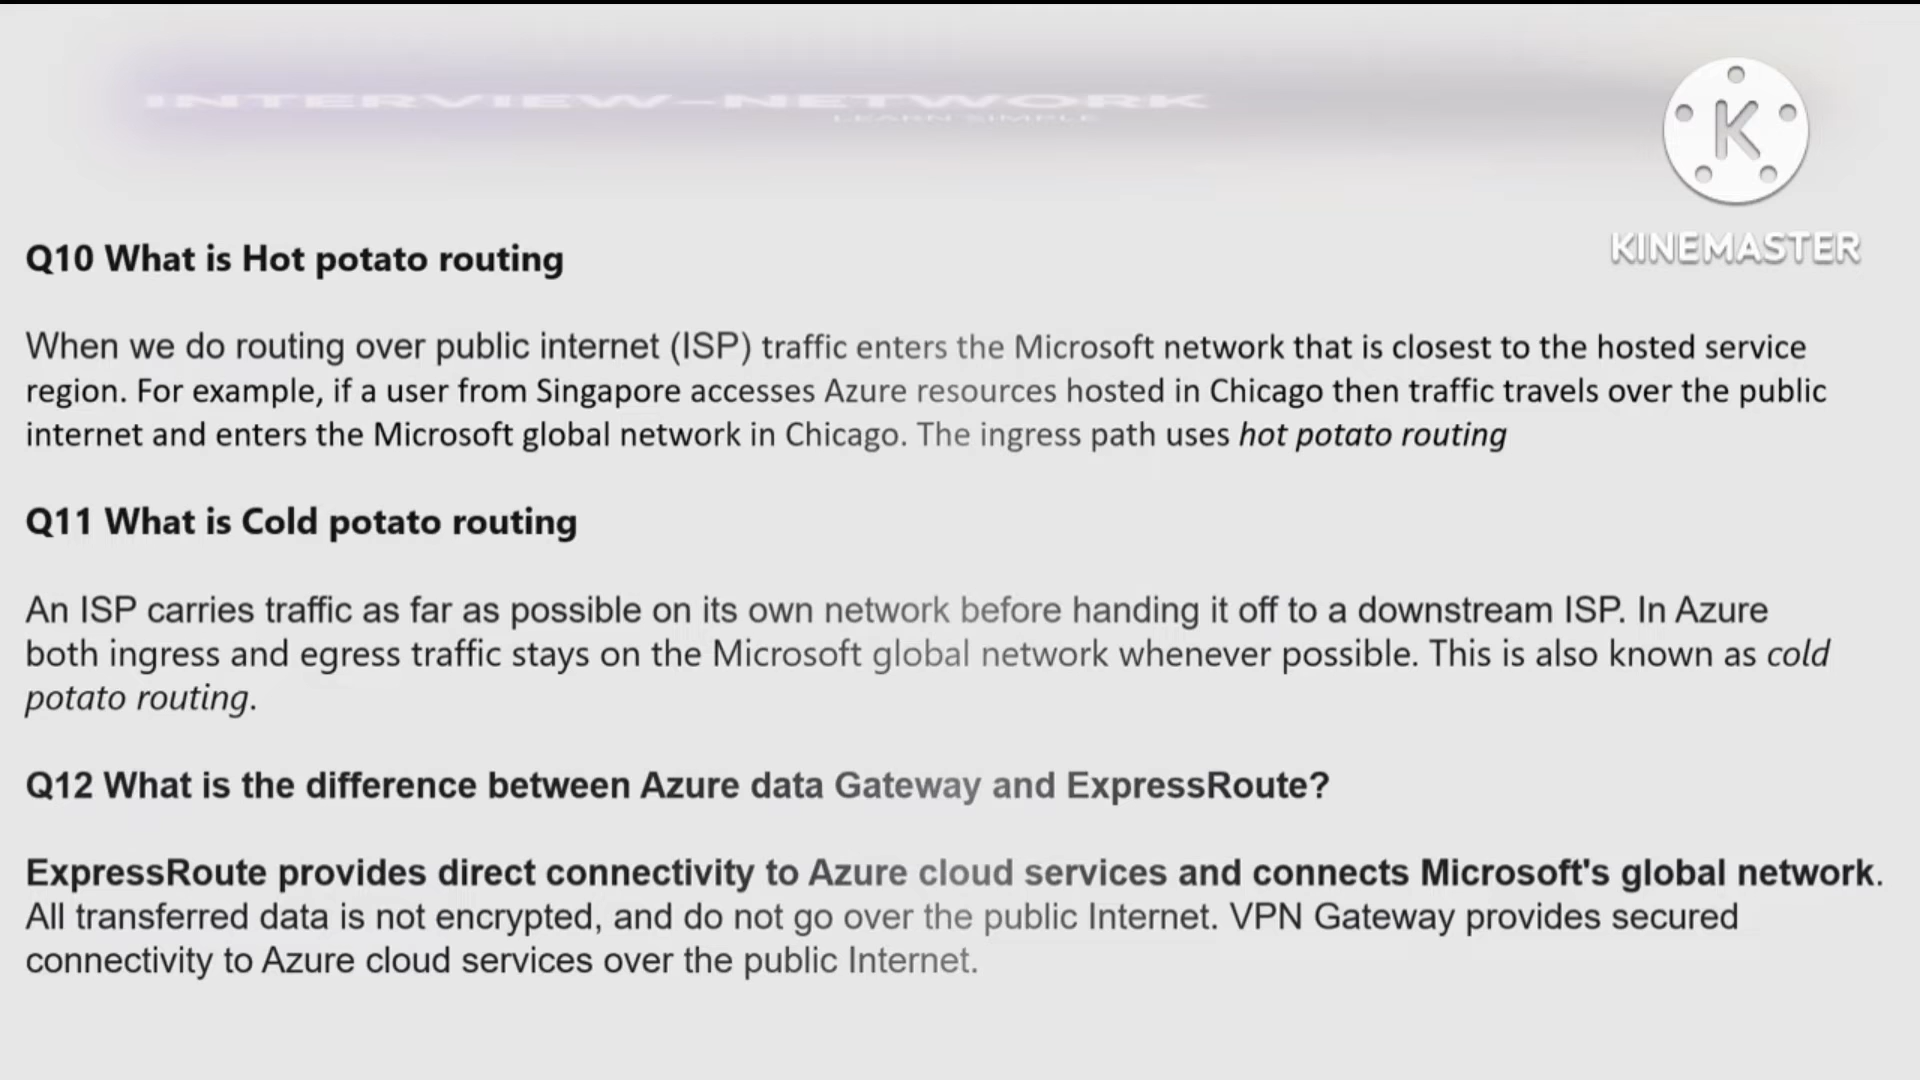 INTERVIEW-NETWORK
LEARN SIMPLE
K
KINEMASTER
Q10 What is Hot potato routing
When we do routing over public internet (ISP) traffic enters the Microsoft network that is closest to the hosted service
region. For example, if a user from Singapore accesses Azure resources hosted in Chicago then traffic travels over the public
internet and enters the Microsoft global network in Chicago. The ingress path uses hot potato routing
Q11 What is Cold potato routing
An ISP carries traffic as far as possible on its own network before handing it off to a downstream ISP. In Azure
both ingress and egress traffic stays on the Microsoft global network whenever possible. This is also known as cold
potato routing.
Q12 What is the difference between Azure data Gateway and ExpressRoute?
ExpressRoute provides direct connectivity to Azure cloud services and connects Microsoft's global network.
All transferred data is not encrypted, and do not go over the public Internet. VPN Gateway provides secured
connectivity to Azure cloud services over the public Internet.